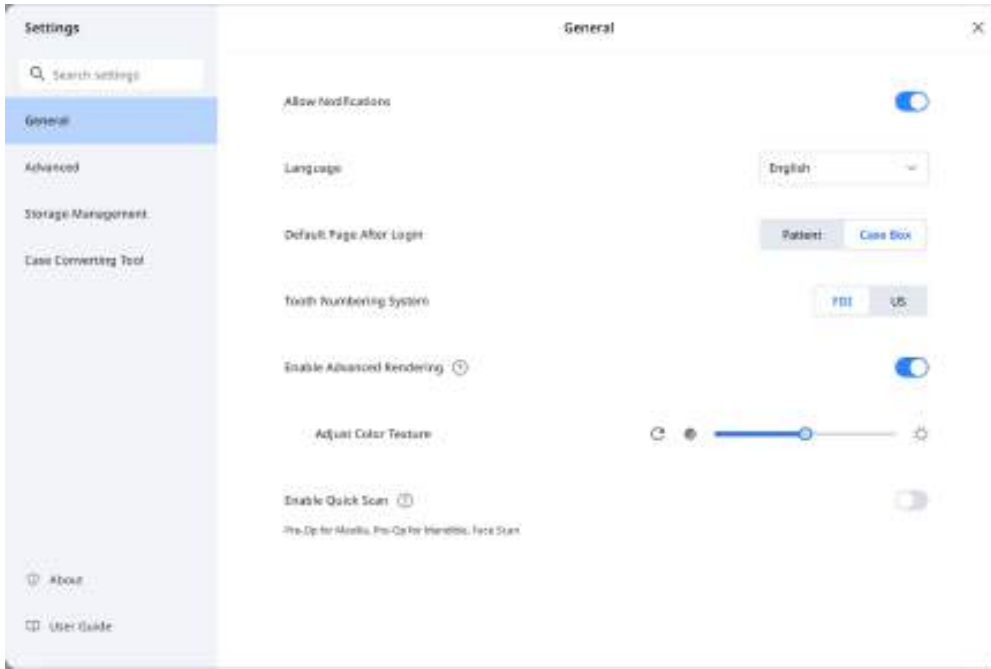 Settings
General
Search settings
General
Advanced
Storage Management
Case Converting Tool
Allow Notifications
Language
English
Default Page After Login
Patient
Case Box
Tooth Numbering System
FDI
US
Enable Advanced Rendering
Adjust Color Texture
Enable Quick Scan
Pre-Op for Maxilla, Pre-Op for Mandible, Face Scan
About
User Guide